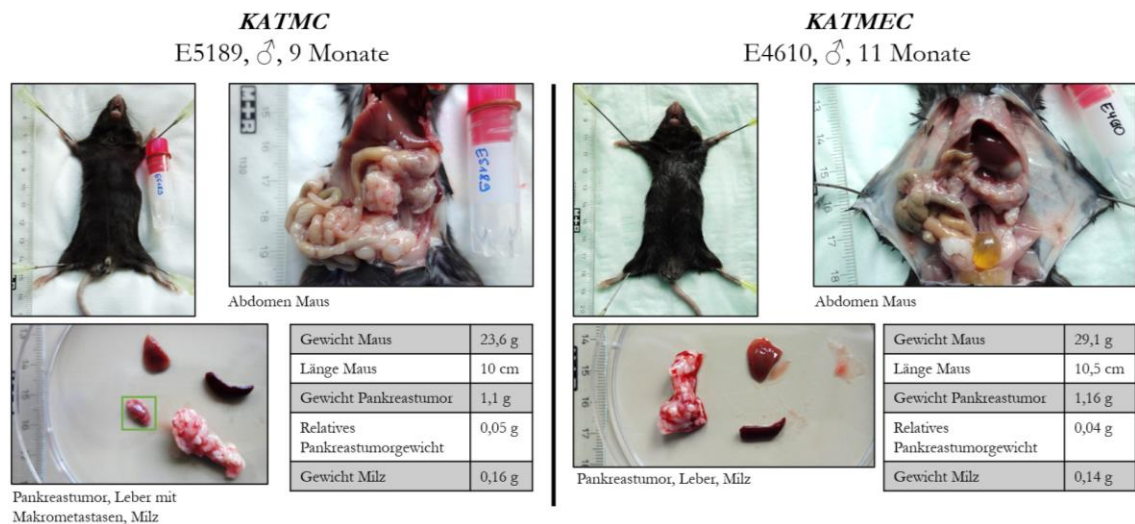 KATMC
E5189, ♂, 9 Monate
M+R
E5189
Abdomen Maus
Gewicht Maus 23,6 g
Länge Maus 10 cm
Gewicht Pankreastumor 1,1 g
Relatives
Pankreastumorgewicht 0,05 g
Gewicht Milz 0,16 g
Pankreastumor, Leber mit
Makrometastasen, Milz
KATMEC
E4610, ♂, 11 Monate
Abdomen Maus
Gewicht Maus 29,1 g
Länge Maus 10,5 cm
Gewicht Pankreastumor 1,16 g
Relatives
Pankreastumorgewicht 0,04 g
Gewicht Milz 0,14 g
Pankreastumor, Leber, Milz